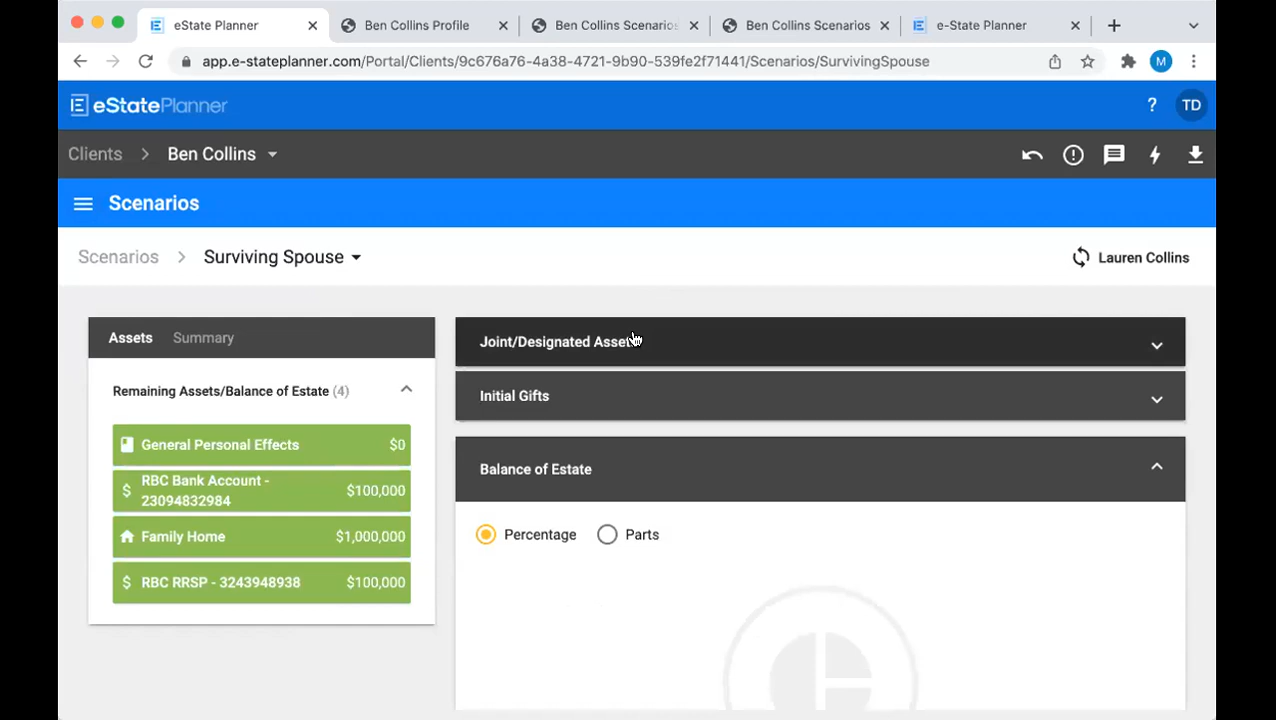 eState Planner
Ben Collins Profile
Ben Collins Scenarios
Ben Collins Scenarios
e-State Planner
app.e-stateplanner.com/Portal/Clients/9c676a76-4a38-4721-9b90-539fe2f71441/Scenarios/SurvivingSpouse
M
eStatePlanner
?
TD
Clients > Ben Collins
Scenarios
Scenarios > Surviving Spouse
Lauren Collins
Assets
Summary
Remaining Assets/Balance of Estate (4)
General Personal Effects $0
RBC Bank Account -
23094832984
$100,000
Family Home $1,000,000
$ RBC RRSP - 3243948938 $100,000
Joint/Designated Assets
Initial Gifts
Balance of Estate
Percentage
Parts